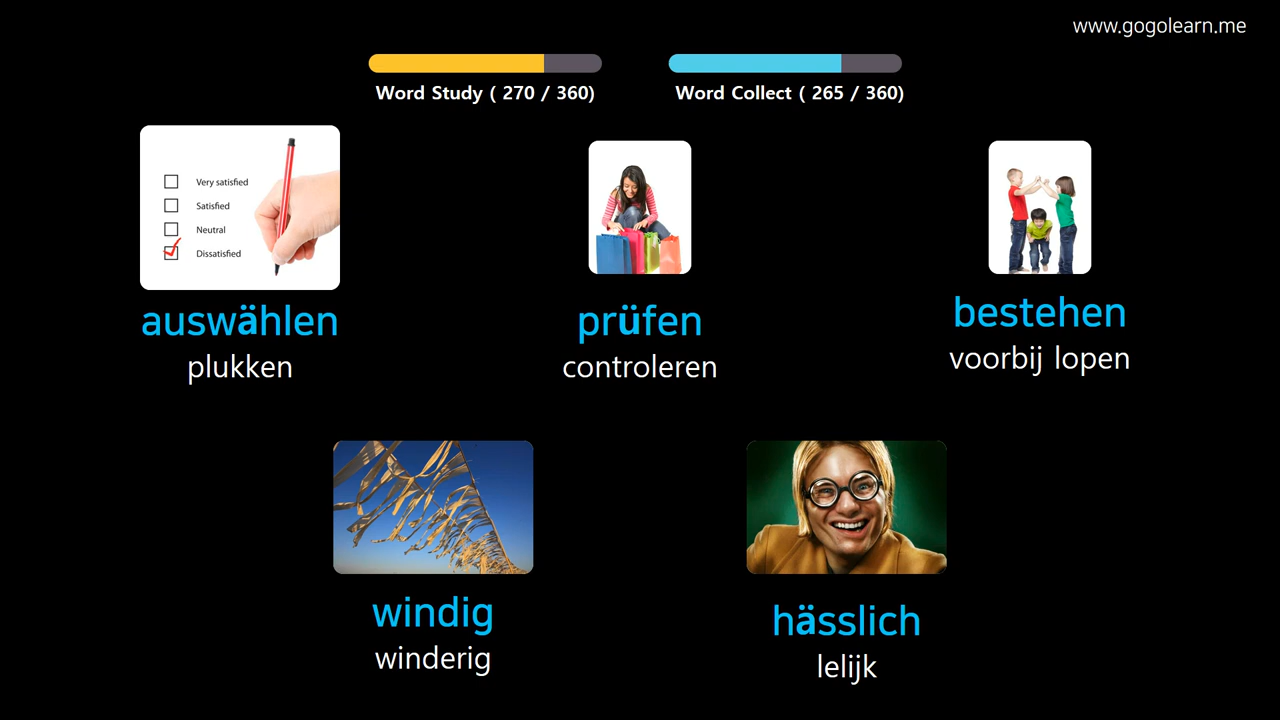 www.gogolearn.me
Word Study ( 270 / 360)
Word Collect ( 265 / 360)
Very satisfied
Satisfied
Neutral
Dissatisfied
auswählen
plukken
prüfen
controleren
bestehen
voorbij lopen
windig
winderig
hässlich
lelijk